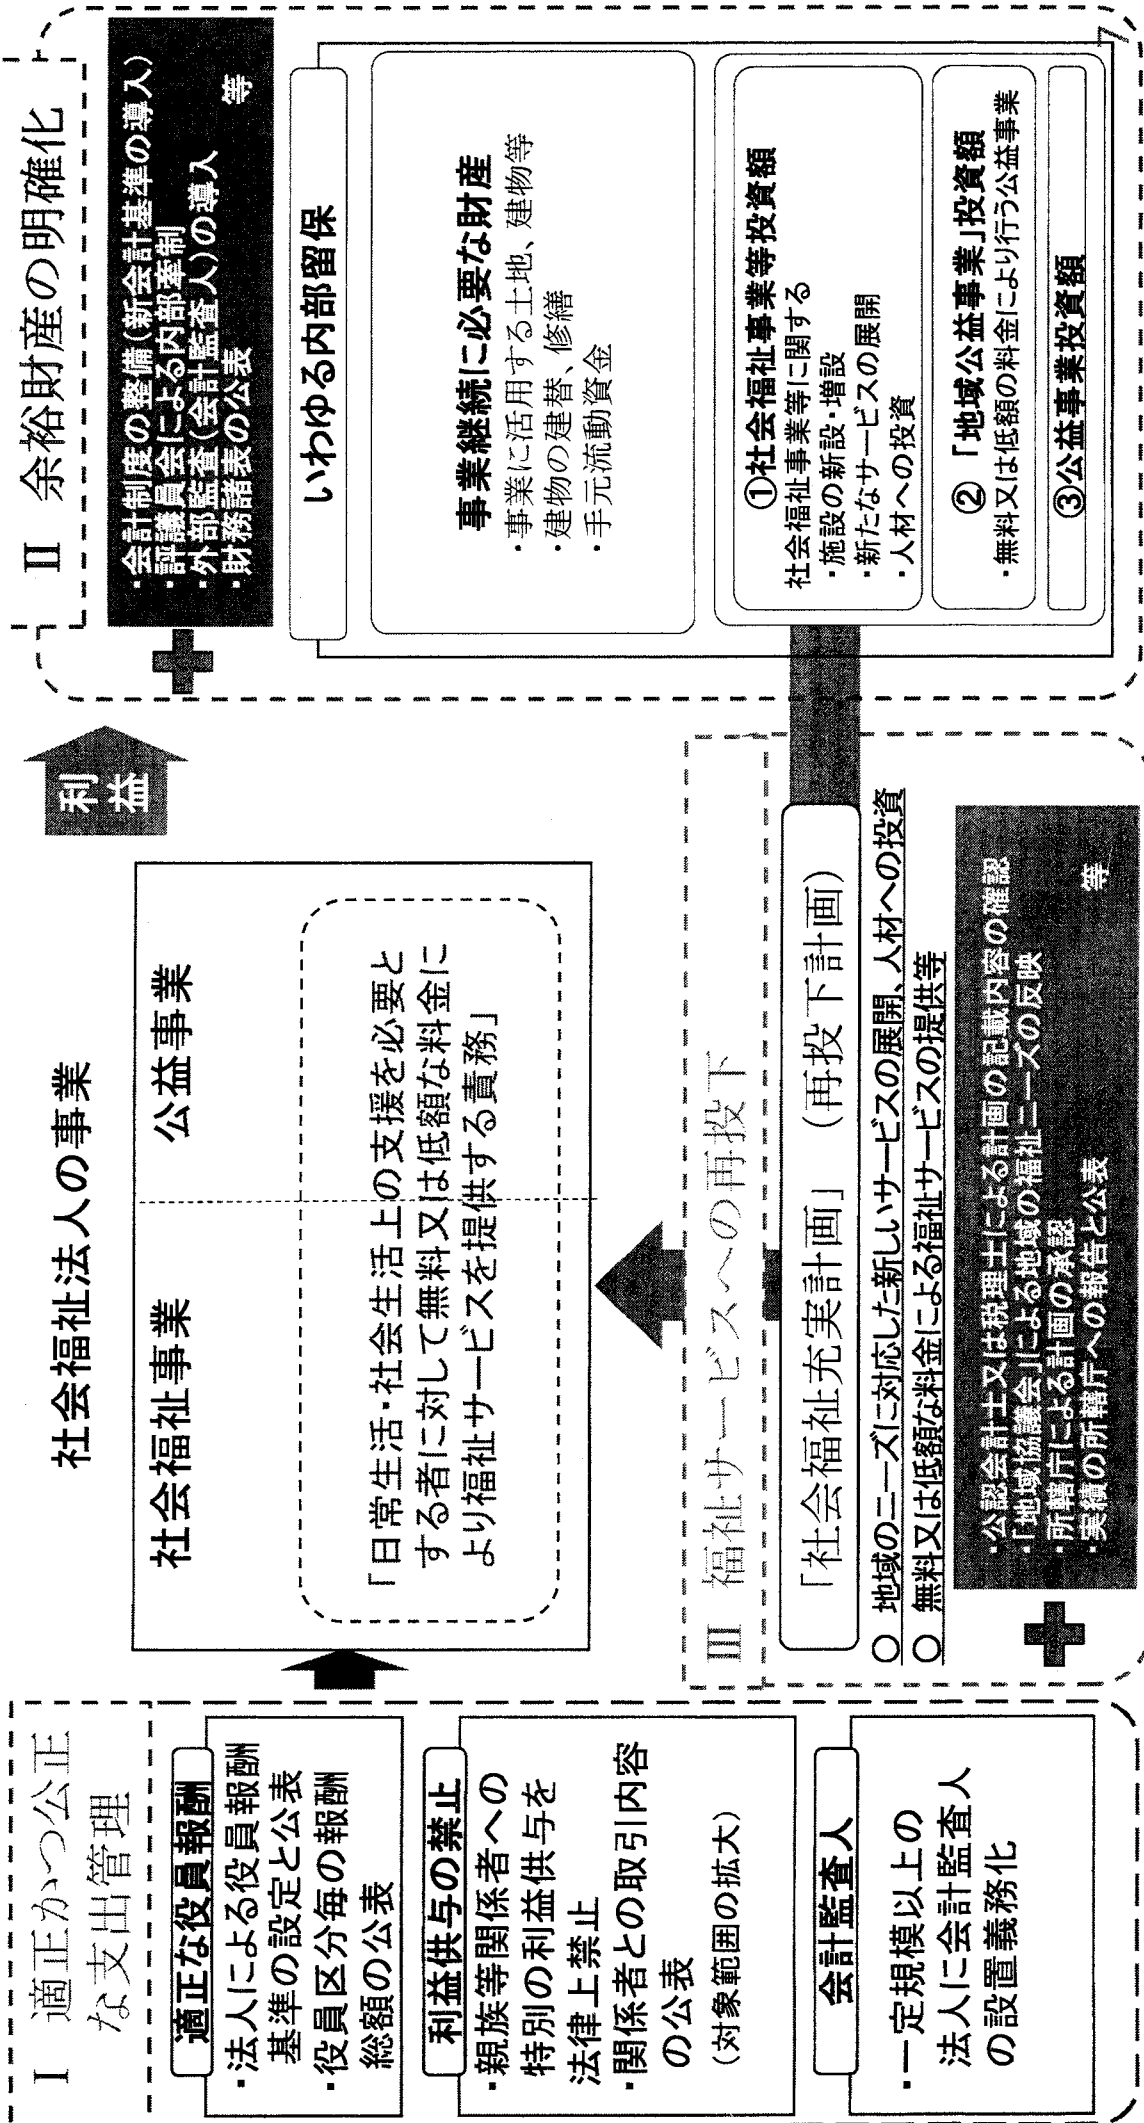 社会福祉法人の事業
Ⅰ 適正かつ公正
な支出管理
適正な役員報酬
・法人による役員報酬
基準の設定と公表
・役員区分毎の報酬
総額の公表
利益供与の禁止
・親族等関係者への
特別の利益供与を
法律上禁止
・関係者との取引内容
の公表
（対象範囲の拡大）
会計監査人
・一定規模以上の
法人に会計監査人
の設置義務化
社会福祉事業
公益事業
「日常生活・社会生活上の支援を必要と
する者に対して無料又は低額な料金に
より福祉サービスを提供する責務」
利
益
Ⅱ 余裕財産の明確化
・会計制度の整備（新会計基準の導入）
・評議員会による内部牽制
・外部監査（会計監査人）の導入
・財務諸表の公表 等
いわゆる内部留保
事業継続に必要な財産
・事業に活用する土地、建物等
・建物の建替、修繕
・手元流動資金
①社会福祉事業等投資額
社会福祉事業等に関する
・施設の新設・増設
・新たなサービスの展開
・人材への投資
②「地域公益事業」投資額
・無料又は低額の料金により行う公益事業
③公益事業投資額
Ⅲ 福祉サービスへの再投下
「社会福祉充実計画」（再投下計画）
○ 地域のニーズに対応した新しいサービスの展開、人材への投資
○ 無料又は低額な料金による福祉サービスの提供等
・公認会計士又は税理士による計画の記載内容の確認
・「地域協議会」による地域の福祉ニーズの反映
・所轄庁による計画の承認
・実績の所轄庁への報告と公表 等
7